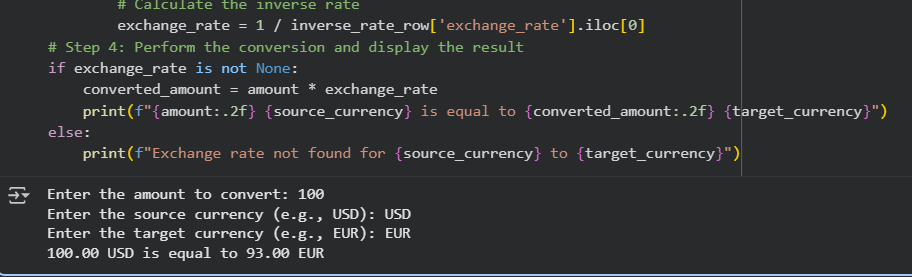 # Calculate the inverse rate
exchange_rate = 1 / inverse_rate_row['exchange_rate'].iloc[0]
# Step 4: Perform the conversion and display the result
if exchange_rate is not None:
converted_amount = amount * exchange_rate
print(f"{amount:.2f} {source_currency} is equal to {converted_amount:.2f} {target_currency}")
else:
print(f"Exchange rate not found for {source_currency} to {target_currency}")
Enter the amount to convert: 100
Enter the source currency (e.g., USD): USD
Enter the target currency (e.g., EUR): EUR
100.00 USD is equal to 93.00 EUR